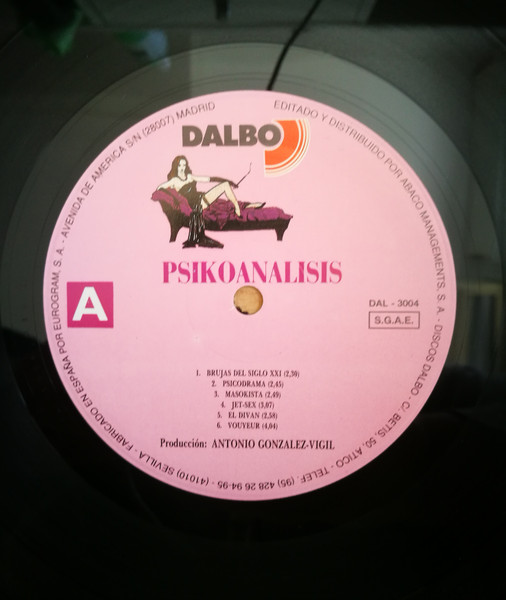 DALBO
PSIKOANALISIS
A
DAL - 3004
S.G.A.E.
1. BRUJAS DEL SIGLO XXI (2,30)
2. PSICODRAMA (2,45)
3. MASOKISTA (2,49)
4. JET-SEX (3,07)
5. EL DIVAN (2,58)
6. VOUYEUR (4,04)
Producción: ANTONIO GONZALEZ-VIGIL
EDITADO Y DISTRIBUIDO POR ABACO MANAGEMENTS, S. A. - DISCOS DALBO. C/ BETIS, 50, ATICO - TELEF. (95) 428 26 94-95 - (41010) SEVILLA - FABRICADO EN ESPAÑA POR EUROGRAM, S. A. - AVENIDA DE AMERICA S/N (28007) MADRID